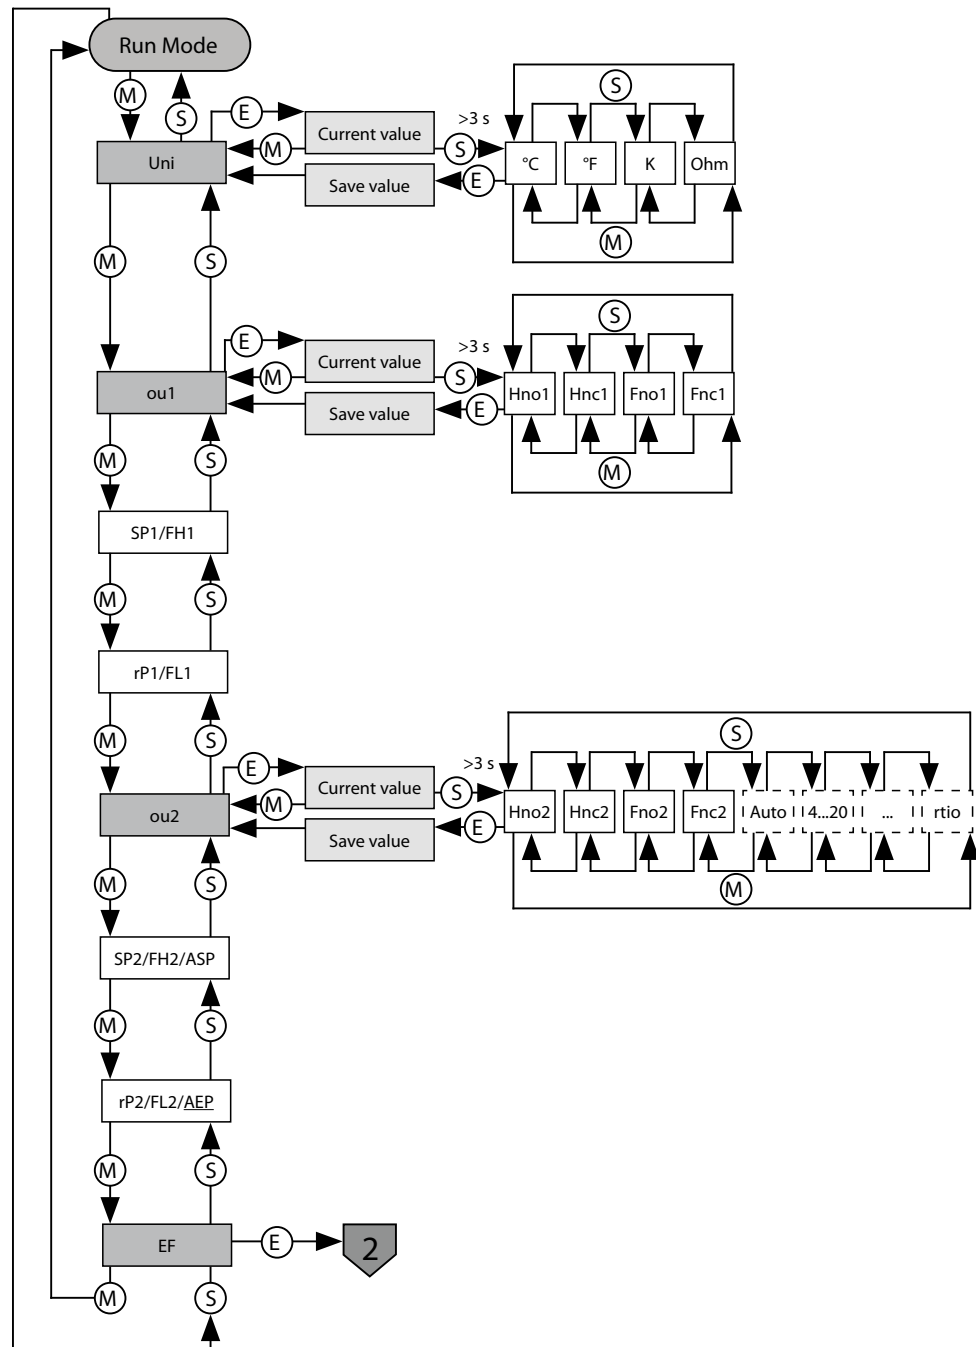 Run Mode
M
S
E
Current value
M
Save value
Uni
>3 s
S
E
S
°C
°F
K
Ohm
M
M
S
E
Current value
M
Save value
ou1
>3 s
S
E
S
Hno1
Hnc1
Fno1
Fnc1
M
M
S
SP1/FH1
M
S
rP1/FL1
M
S
E
Current value
M
Save value
ou2
>3 s
S
E
S
Hno2
Hnc2
Fno2
Fnc2
Auto
4...20
...
rtio
M
M
S
SP2/FH2/ASP
M
S
rP2/FL2/AEP
M
S
EF
E
2
M
S